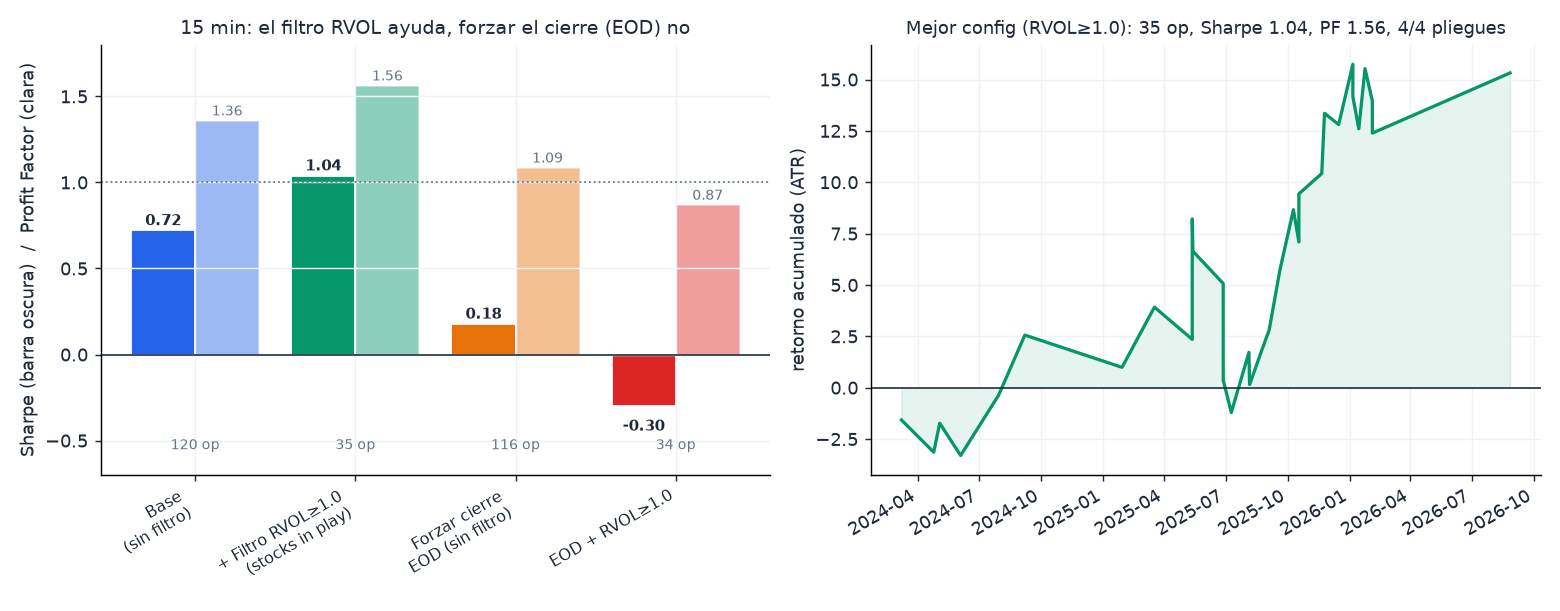 15 min: el filtro RVOL ayuda, forzar el cierre (EOD) no
Sharpe (barra oscura) / Profit Factor (clara)
1.5
1.0
0.5
0.0
−0.5
0.72
1.36
1.04
1.56
0.18
1.09
-0.30
0.87
120 op
35 op
116 op
34 op
Base
(sin filtro)
+ Filtro RVOL≥1.0
(stocks in play)
Forzar cierre
EOD (sin filtro)
EOD + RVOL≥1.0
Mejor config (RVOL≥1.0): 35 op, Sharpe 1.04, PF 1.56, 4/4 pliegues
retorno acumulado (ATR)
15.0
12.5
10.0
7.5
5.0
2.5
0.0
−2.5
2024-04
2024-07
2024-10
2025-01
2025-04
2025-07
2025-10
2026-01
2026-04
2026-07
2026-10